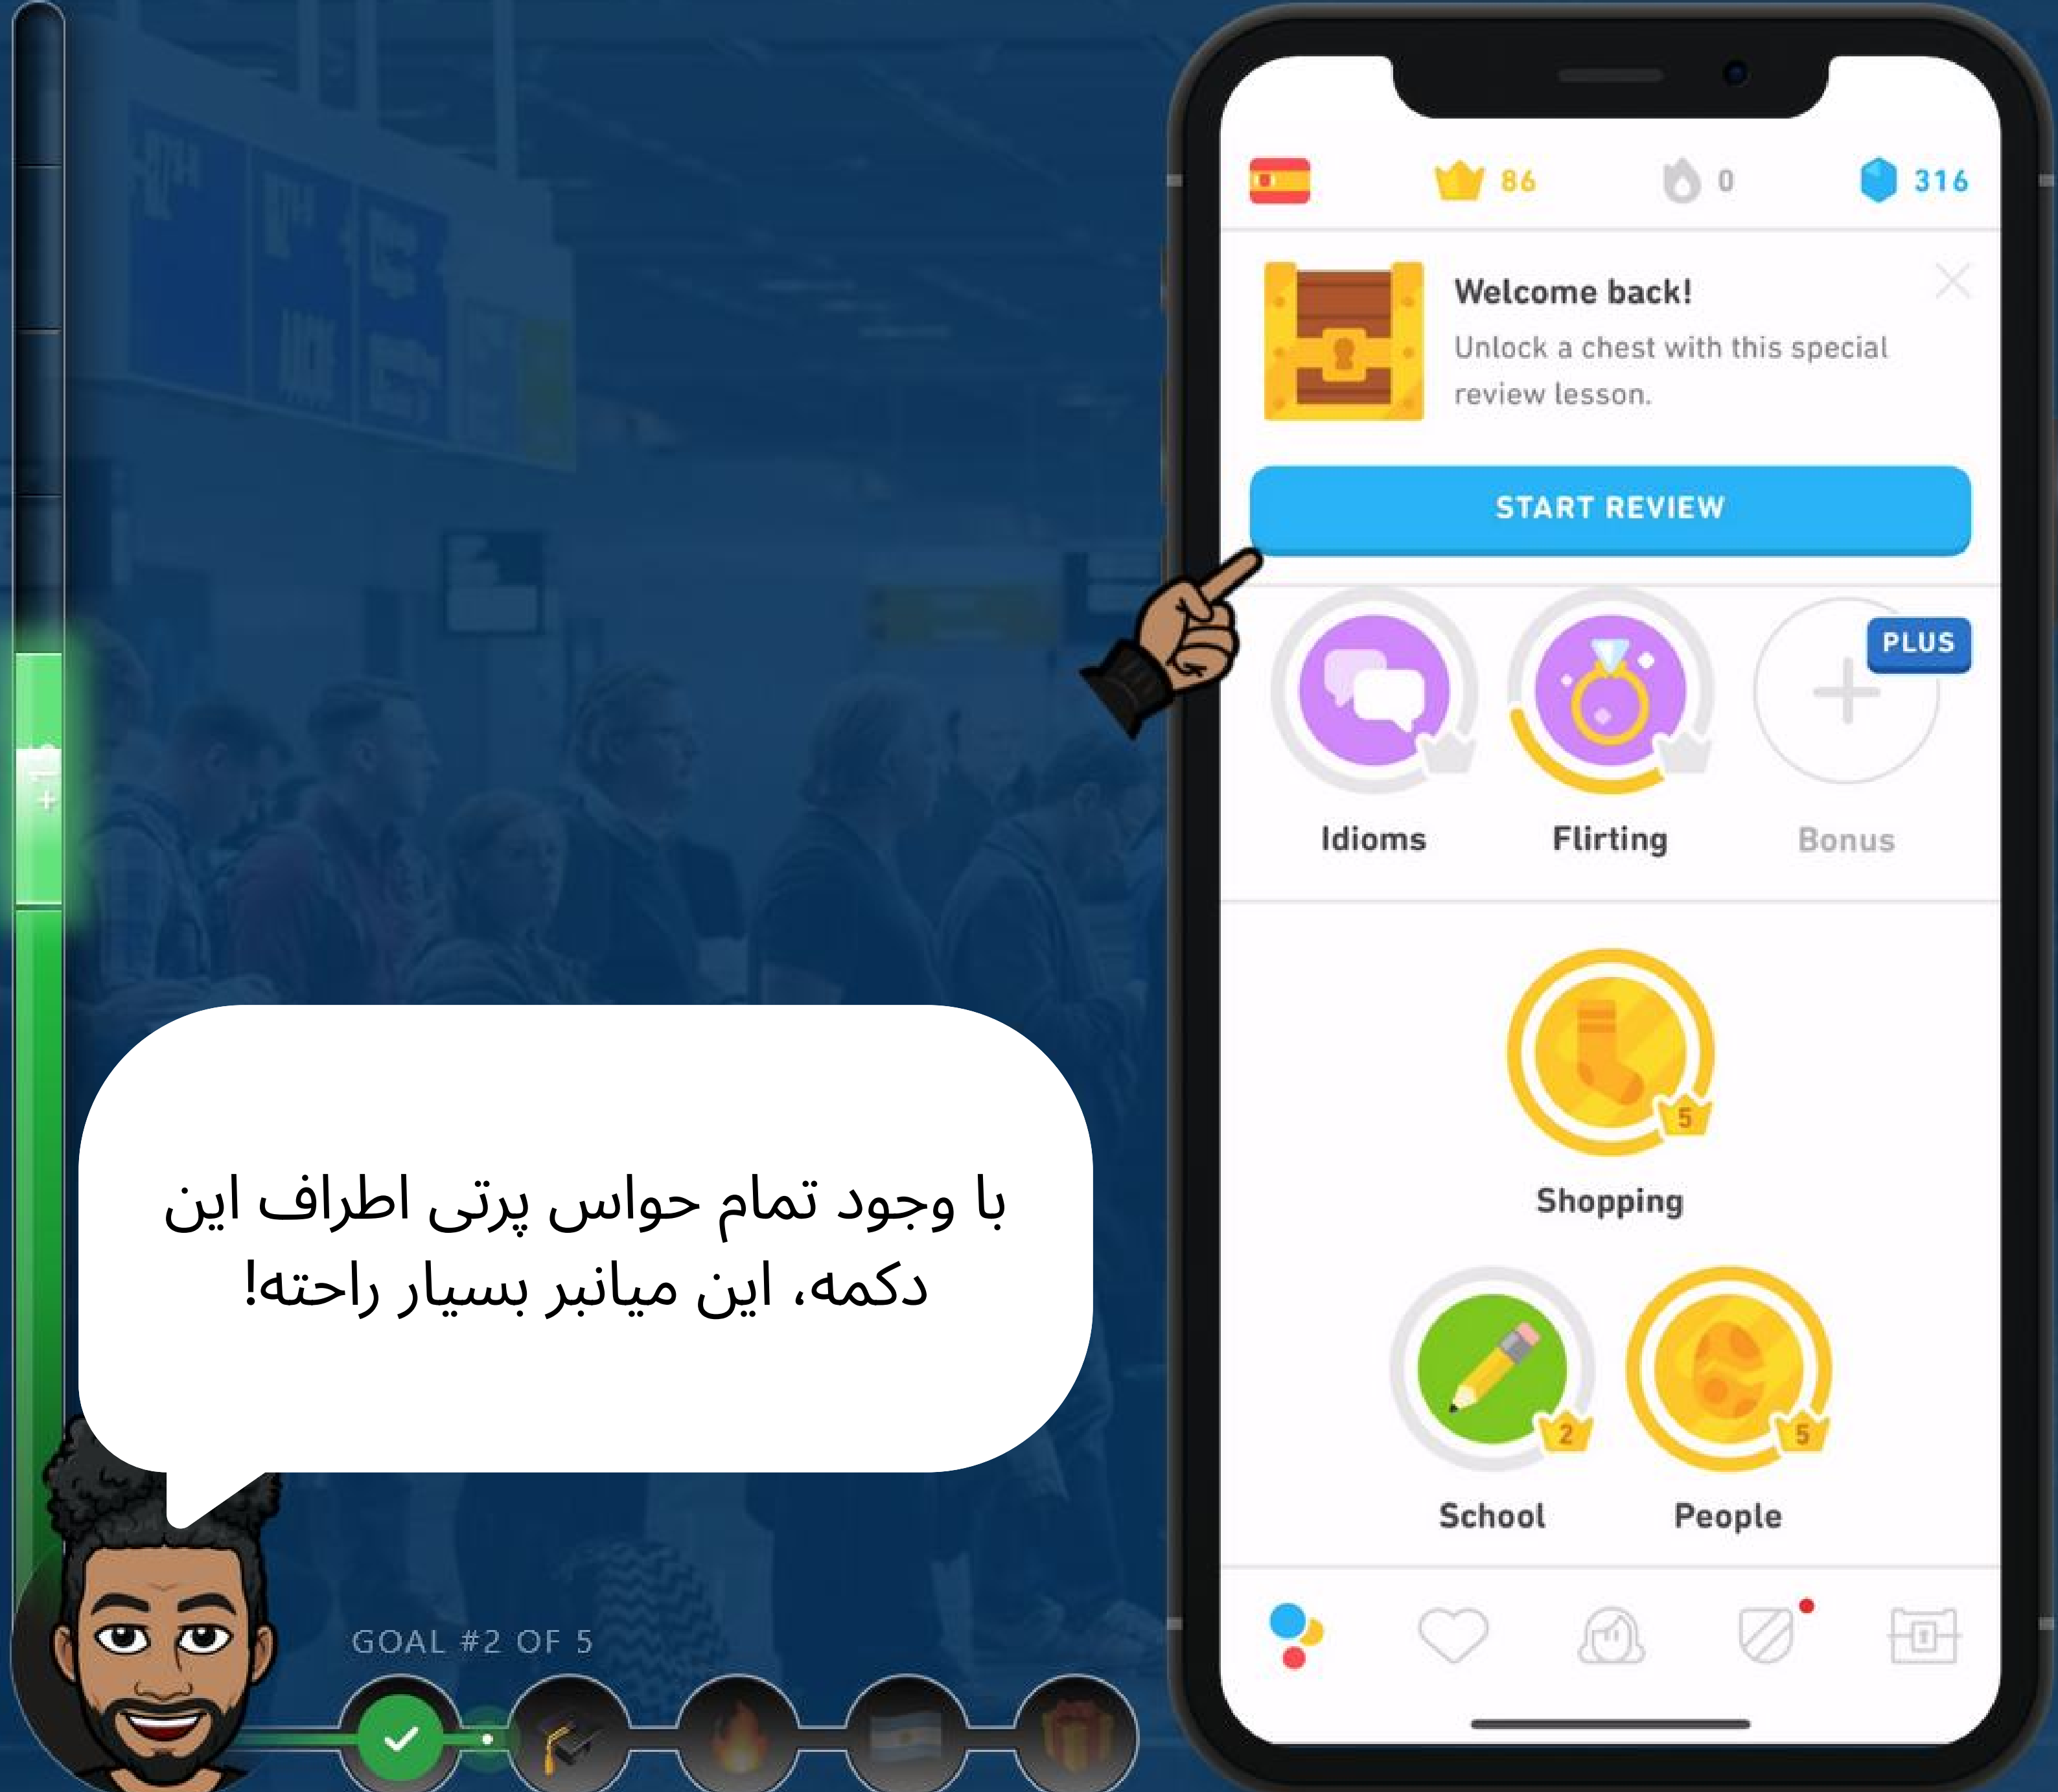 86
0
316
Welcome back!
Unlock a chest with this special
review lesson.
START REVIEW
PLUS
Idioms
Flirting
Bonus
5
Shopping
2
5
School
People
با وجود تمام حواس پرتی اطراف این
دکمه، این میانبر بسیار راحته!
GOAL #2 OF 5